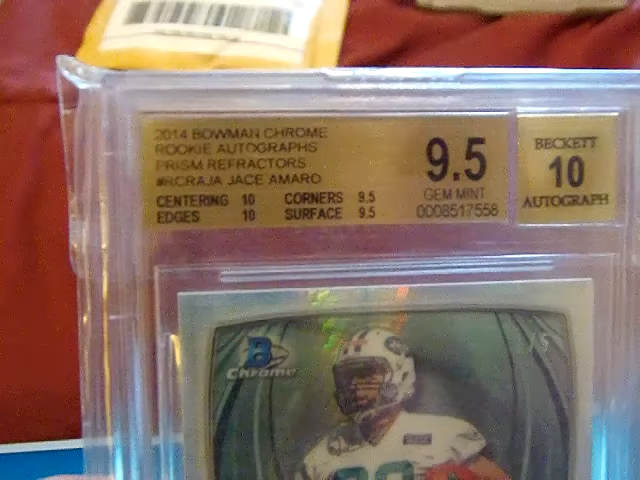 2014 BOWMAN CHROME
ROOKIE AUTOGRAPHS
PRISM REFRACTORS
#RCRAJA JACE AMARO
CENTERING 10 CORNERS 9.5
EDGES 10 SURFACE 9.5
9.5
GEM MINT
0008517558
BECKETT
10
AUTOGRAPH
B
Chrome
/5